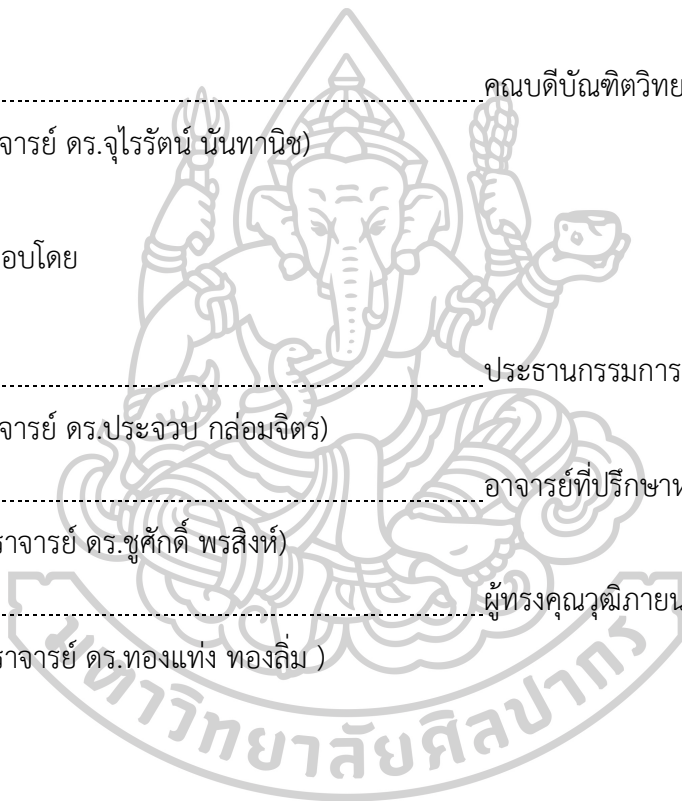 คณบดีบัณฑิตวิทย
จารย์ ดร.จุไรรัตน์ นันทานิช)
อบโดย
ประธานกรรมการ
จารย์ ดร.ประจวบ กล่อมจิตร)
อาจารย์ที่ปรึกษาห
ราจารย์ ดร.ชูศักดิ์ พรสิงห์)
ผู้ทรงคุณวุฒิภายน
ราจารย์ ดร.ทองแท่ง ทองลิ่ม )
มหาวิทยาลัยศิลปากร